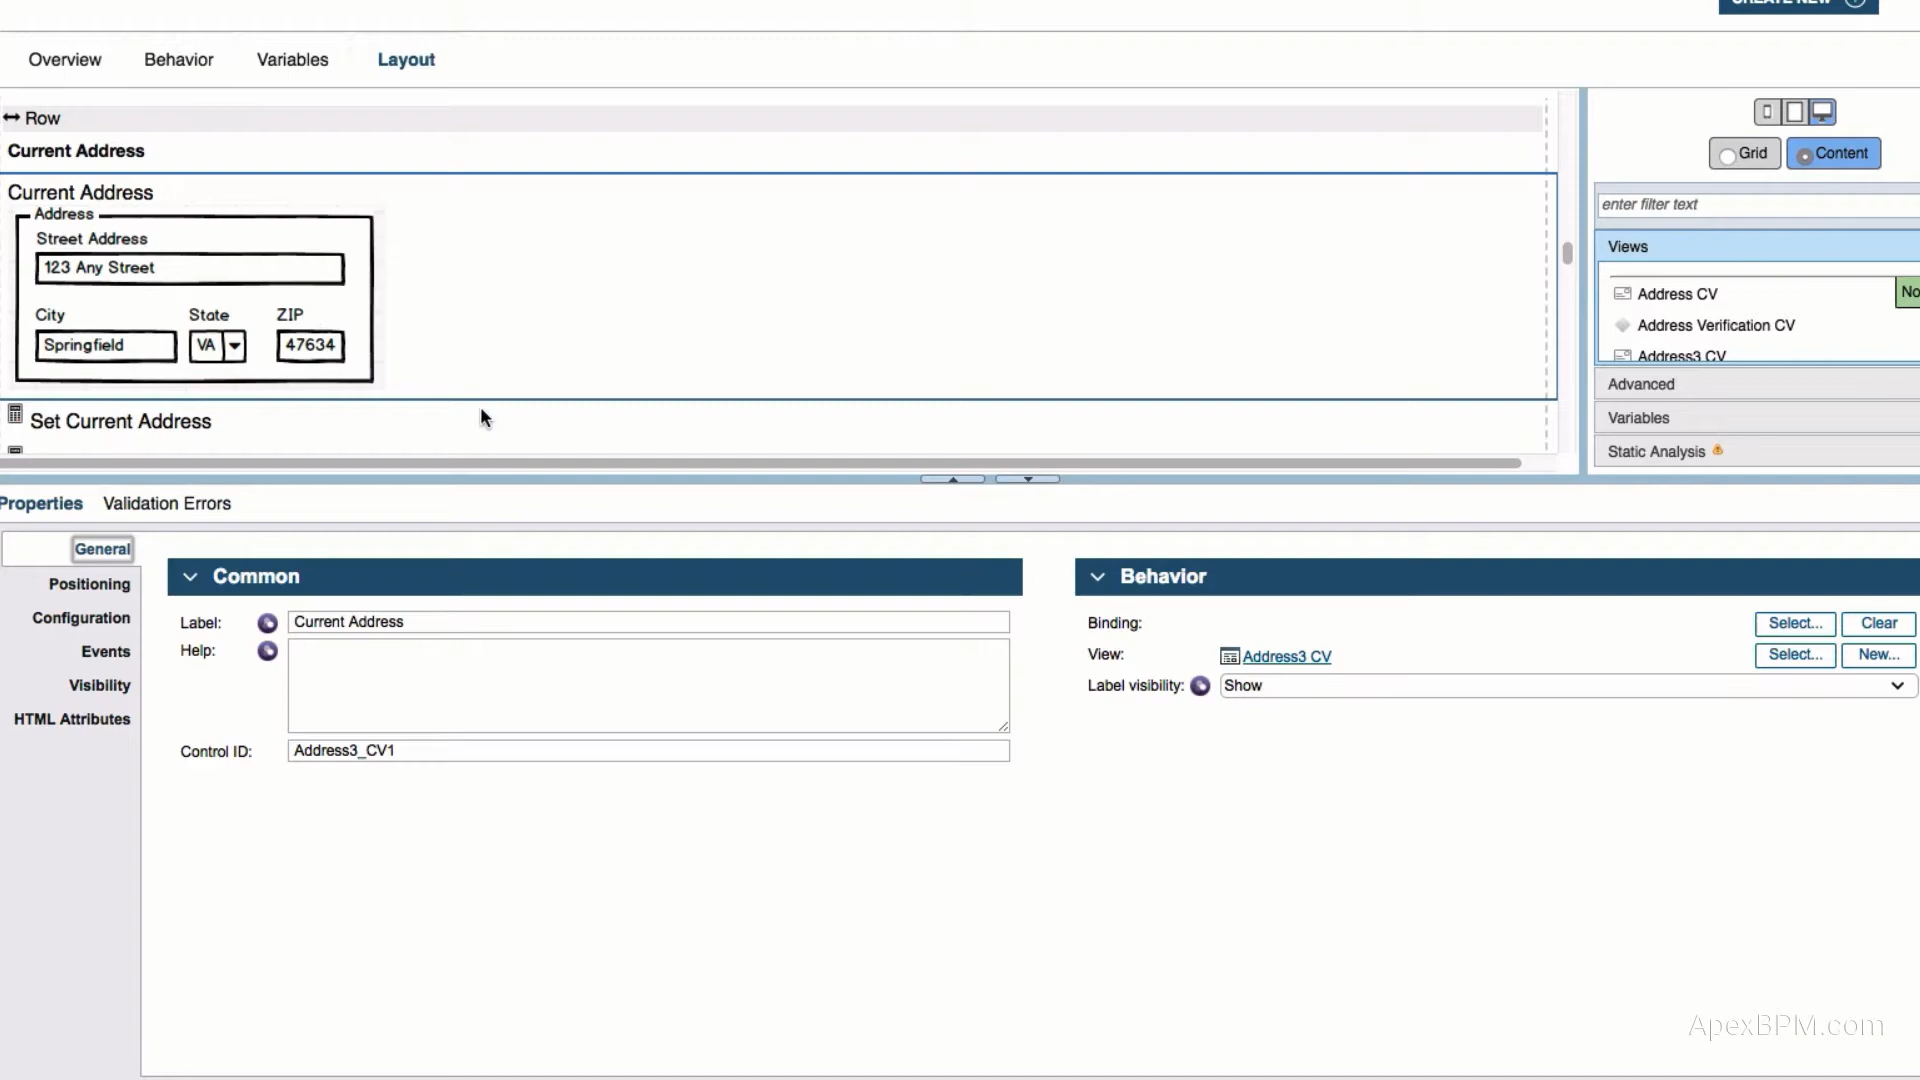 CREATE NEW
Overview
Behavior
Variables
Layout
Row
Current Address
Current Address
Address
Street Address
123 Any Street
City
State
ZIP
Springfield
VA
47634
Set Current Address
Grid
Content
enter filter text
Views
Address CV
No
Address Verification CV
Address3 CV
Advanced
Variables
Static Analysis
Properties
Validation Errors
General
Positioning
Configuration
Events
Visibility
HTML Attributes
Common
Label:
Current Address
Help:
Control ID:
Address3_CV1
Behavior
Binding:
Select...
Clear
View:
Address3 CV
Select...
New...
Label visibility:
Show
ApexBPM.com